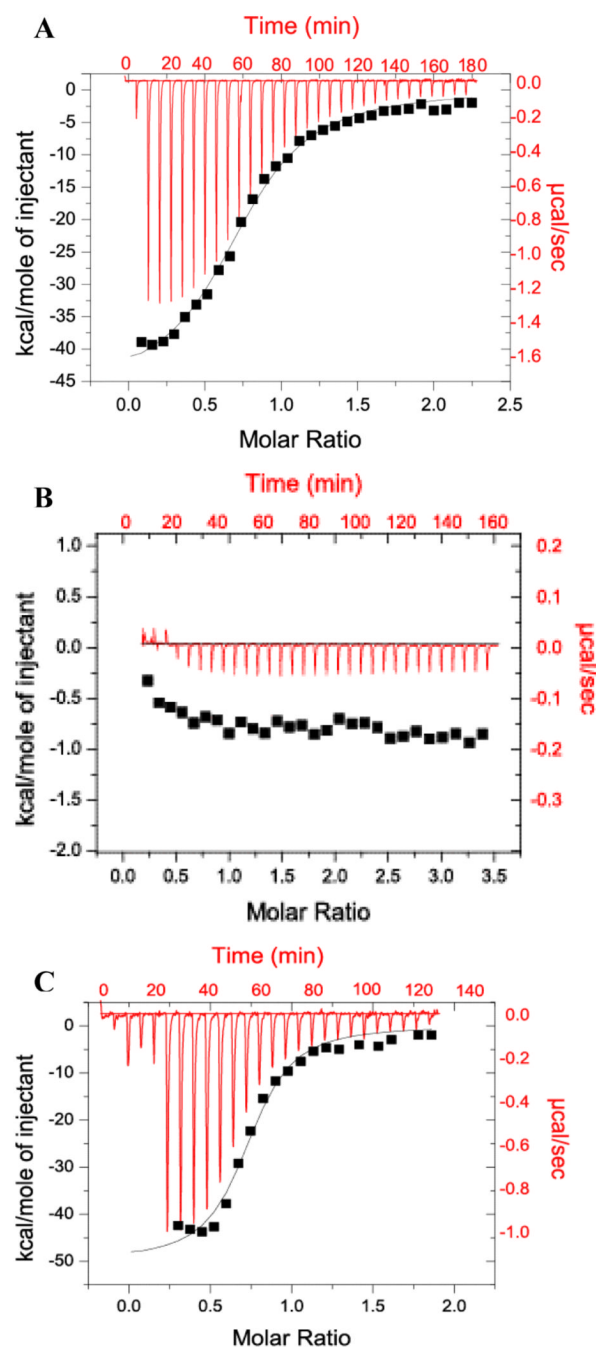 A
Time (min)
0 20 40 60 80 100 120 140 160 180
0
-5
-10
-15
-20
-25
-30
-35
-40
-45
kcal/mole of injectant
0.0
-0.2
-0.4
-0.6
-0.8
-1.0
-1.2
-1.4
-1.6
µcal/sec
0.0 0.5 1.0 1.5 2.0 2.5
Molar Ratio
B
Time (min)
0 20 40 60 80 100 120 140 160
1.0
0.5
0.0
-0.5
-1.0
-1.5
-2.0
kcal/mole of injectant
0.2
0.1
0.0
-0.1
-0.2
-0.3
µcal/sec
0.0 0.5 1.0 1.5 2.0 2.5 3.0 3.5
Molar Ratio
C
Time (min)
0 20 40 60 80 100 120 140
0
-10
-20
-30
-40
-50
kcal/mole of injectant
0.0
-0.2
-0.4
-0.6
-0.8
-1.0
µcal/sec
0.0 0.5 1.0 1.5 2.0
Molar Ratio